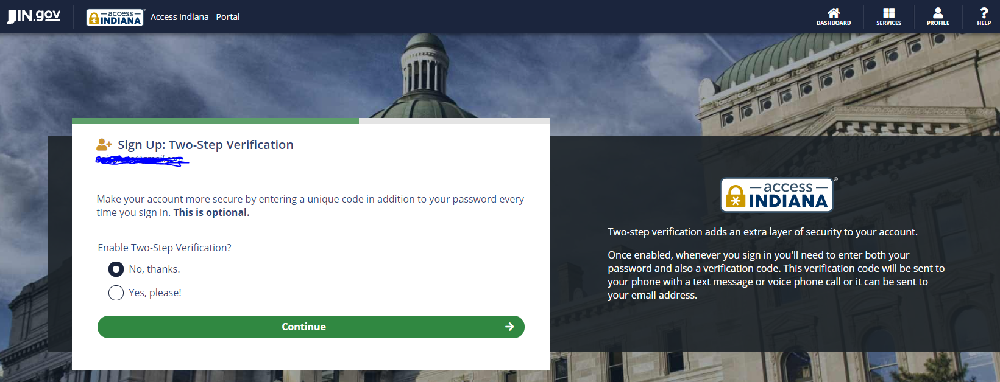 IN.gov
access
INDIANA
Access Indiana - Portal
DASHBOARD
SERVICES
PROFILE
HELP
Sign Up: Two-Step Verification
Make your account more secure by entering a unique code in addition to your password every
time you sign in. This is optional.
Enable Two-Step Verification?
No, thanks.
Yes, please!
Continue
access
INDIANA
©
Two-step verification adds an extra layer of security to your account.
Once enabled, whenever you sign in you'll need to enter both your
password and also a verification code. This verification code will be sent to
your phone with a text message or voice phone call or it can be sent to
your email address.